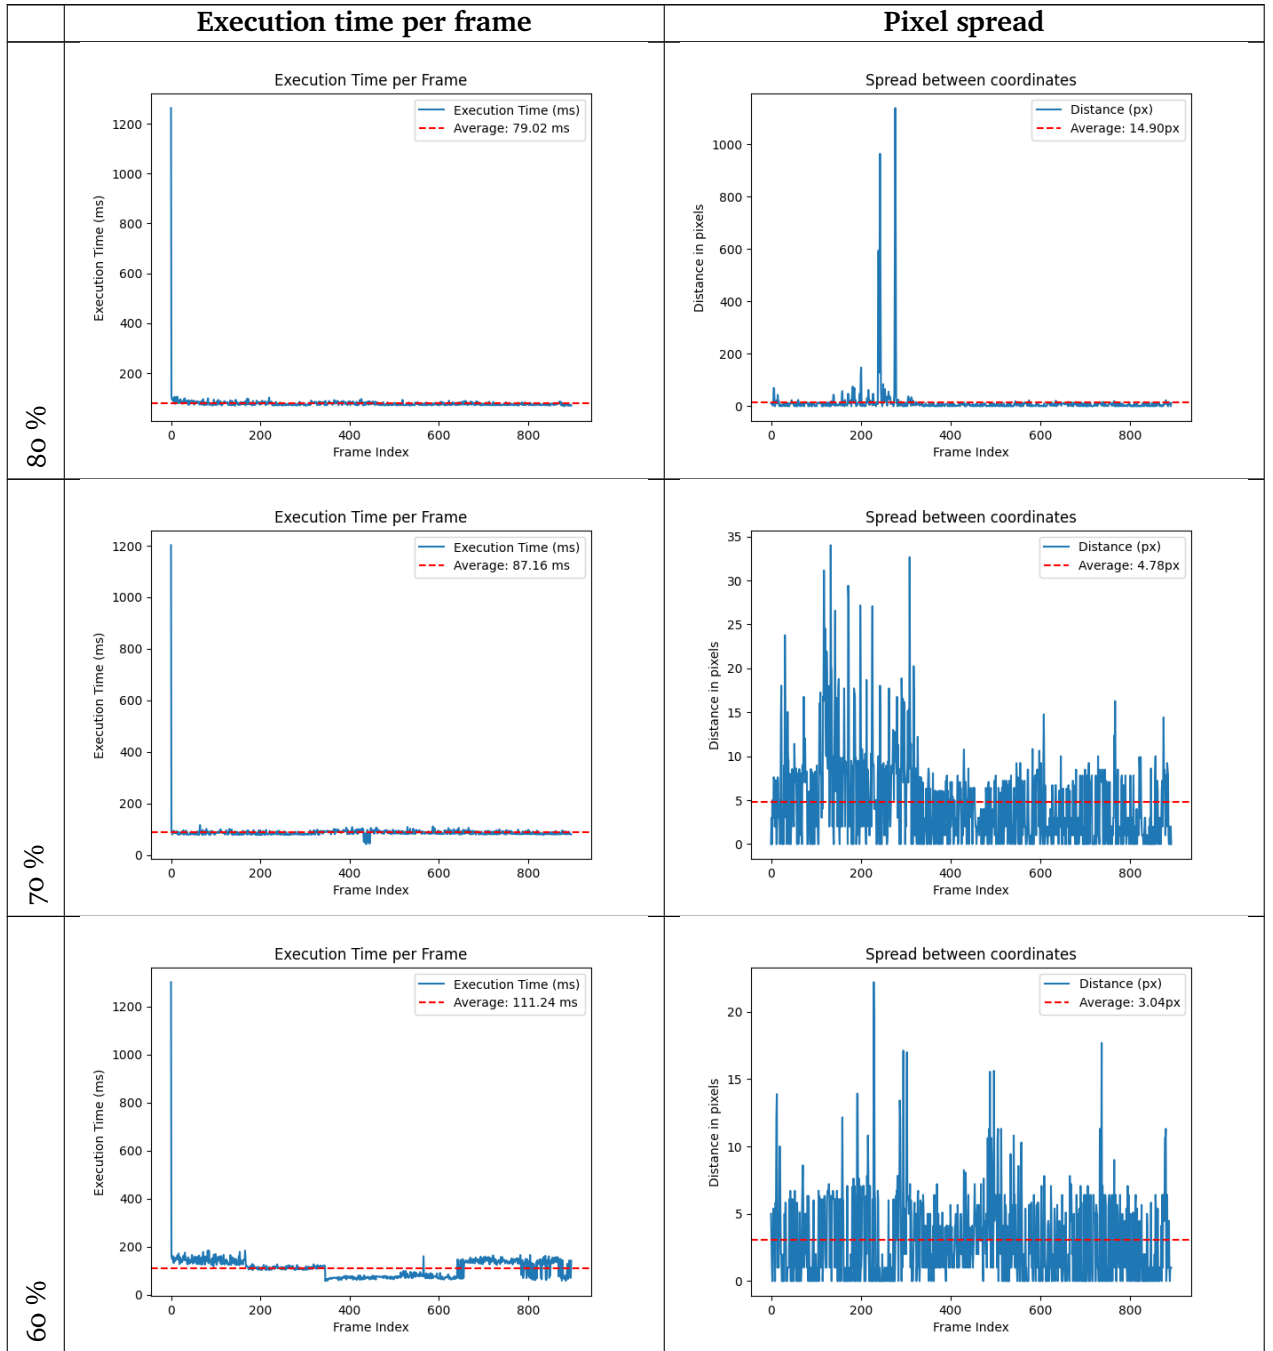 Execution time per frame
Pixel spread
80 %
Execution Time per Frame
Execution Time (ms)
Average: 79.02 ms
Execution Time (ms)
1200
1000
800
600
400
200
0 200 400 600 800
Frame Index
Spread between coordinates
Distance (px)
Average: 14.90px
Distance in pixels
1000
800
600
400
200
0
0 200 400 600 800
Frame Index
70 %
Execution Time per Frame
Execution Time (ms)
Average: 87.16 ms
Execution Time (ms)
1200
1000
800
600
400
200
0
0 200 400 600 800
Frame Index
Spread between coordinates
Distance (px)
Average: 4.78px
Distance in pixels
35
30
25
20
15
10
5
0
0 200 400 600 800
Frame Index
60 %
Execution Time per Frame
Execution Time (ms)
Average: 111.24 ms
Execution Time (ms)
1200
1000
800
600
400
200
0
0 200 400 600 800
Frame Index
Spread between coordinates
Distance (px)
Average: 3.04px
Distance in pixels
20
15
10
5
0
0 200 400 600 800
Frame Index